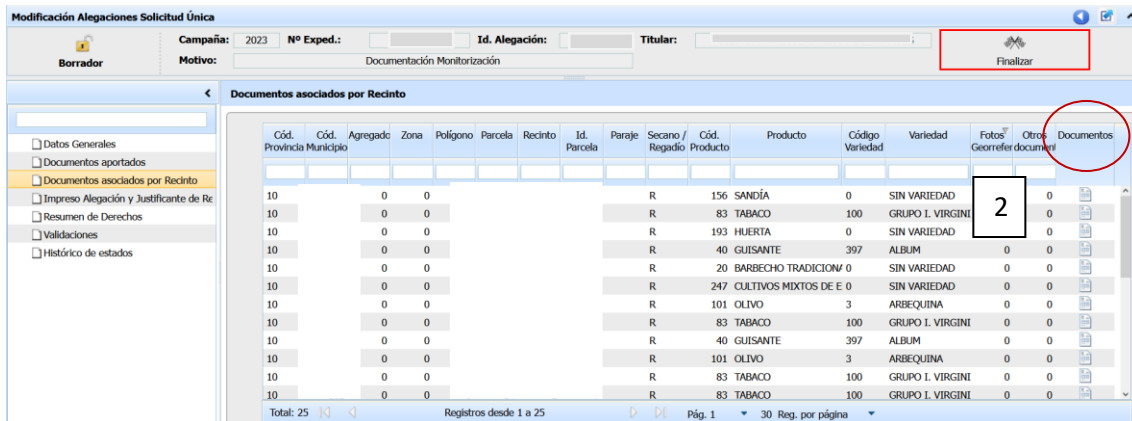 Modificación Alegaciones Solicitud Única
Campaña: 2023 Nº Exped.: Id. Alegación: Titular:
Borrador Motivo: Documentación Monitorización Finalizar
Documentos asociados por Recinto
Datos Generales
Documentos aportados
Documentos asociados por Recinto
Impreso Alegación y Justificante de Re
Resumen de Derechos
Validaciones
Histórico de estados
Cód. Provincia Cód. Municipio Agregado Zona Polígono Parcela Recinto Id. Parcela Paraje Secano / Regadío Cód. Producto Producto Código Variedad Variedad Fotos Georrefer Otros document Documentos
10 0 0 R 156 SANDÍA 0 SIN VARIEDAD 0
10 0 0 R 83 TABACO 100 GRUPO I. VIRGINI 2 0
10 0 0 R 193 HUERTA 0 SIN VARIEDAD 0
10 0 0 R 40 GUISANTE 397 ALBUM 0 0
10 0 0 R 20 BARBECHO TRADICIONA 0 SIN VARIEDAD 0 0
10 0 0 R 247 CULTIVOS MIXTOS DE E 0 SIN VARIEDAD 0 0
10 0 0 R 101 OLIVO 3 ARBEQUINA 0 0
10 0 0 R 83 TABACO 100 GRUPO I. VIRGINI 0 0
10 0 0 R 40 GUISANTE 397 ALBUM 0 0
10 0 0 R 101 OLIVO 3 ARBEQUINA 0 0
10 0 0 R 83 TABACO 100 GRUPO I. VIRGINI 0 0
10 0 0 R 83 TABACO 100 GRUPO I. VIRGINI 0 0
Total: 25 Registros desde 1 a 25 Pág. 1 30 Reg. por página